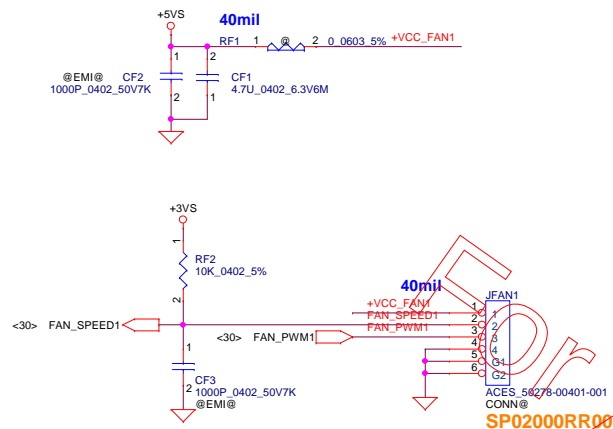 +5VS
40mil
RF1 1 @ 2 0_0603_5% +VCC_FAN1
1 2
@EMI@ CF2 CF1
1000P_0402_50V7K 4.7U_0402_6.3V6M
2 1
+3VS
1
RF2
10K_0402_5%
2
40mil
JFAN1
+VCC_FAN1 1 1
<30> FAN_SPEED1 FAN_SPEED1 2 2
<30> FAN_PWM1 FAN_PWM1 3 3
4 4
1 5 G1
CF3 6 G2
2 1000P_0402_50V7K ACES_50278-00401-001
@EMI@ CONN@
SP02000RR00
For